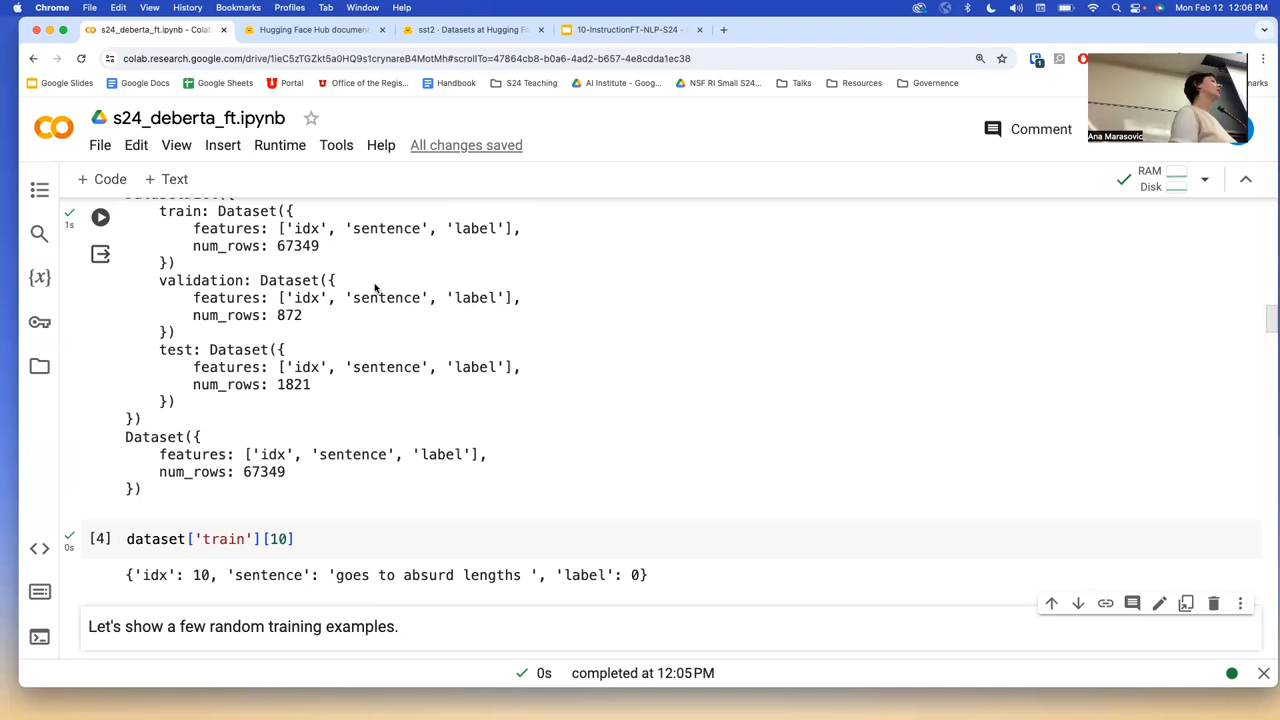 Chrome File Edit View History Bookmarks Profiles Tab Window Help Mon Feb 12 12:06 PM
s24_deberta_ft.ipynb - Colab Hugging Face Hub document. sst2 · Datasets at Hugging Fa 10-InstructionFT-NLP-S24 -
colab.research.google.com/drive/1ieC5zTGZkt5a0HQ9s1crynareB4MotMh#scrollTo=47864cb8-b0a6-4ad2-b657-4e8cdda1ec38
Google Slides Google Docs Google Sheets Portal Office of the Regis... Handbook S24 Teaching AI Institute - Goog... NSF RI Small S24... Talks Resources Governence
Ana Marasovic
s24_deberta_ft.ipynb
Comment
File Edit View Insert Runtime Tools Help All changes saved
+ Code + Text
RAM
Disk
1s
train: Dataset({
features: ['idx', 'sentence', 'label'],
num_rows: 67349
})
validation: Dataset({
features: ['idx', 'sentence', 'label'],
num_rows: 872
})
test: Dataset({
features: ['idx', 'sentence', 'label'],
num_rows: 1821
})
})
Dataset({
features: ['idx', 'sentence', 'label'],
num_rows: 67349
})
[4] dataset['train'][10]
0s
{'idx': 10, 'sentence': 'goes to absurd lengths ', 'label': 0}
Let's show a few random training examples.
0s completed at 12:05 PM